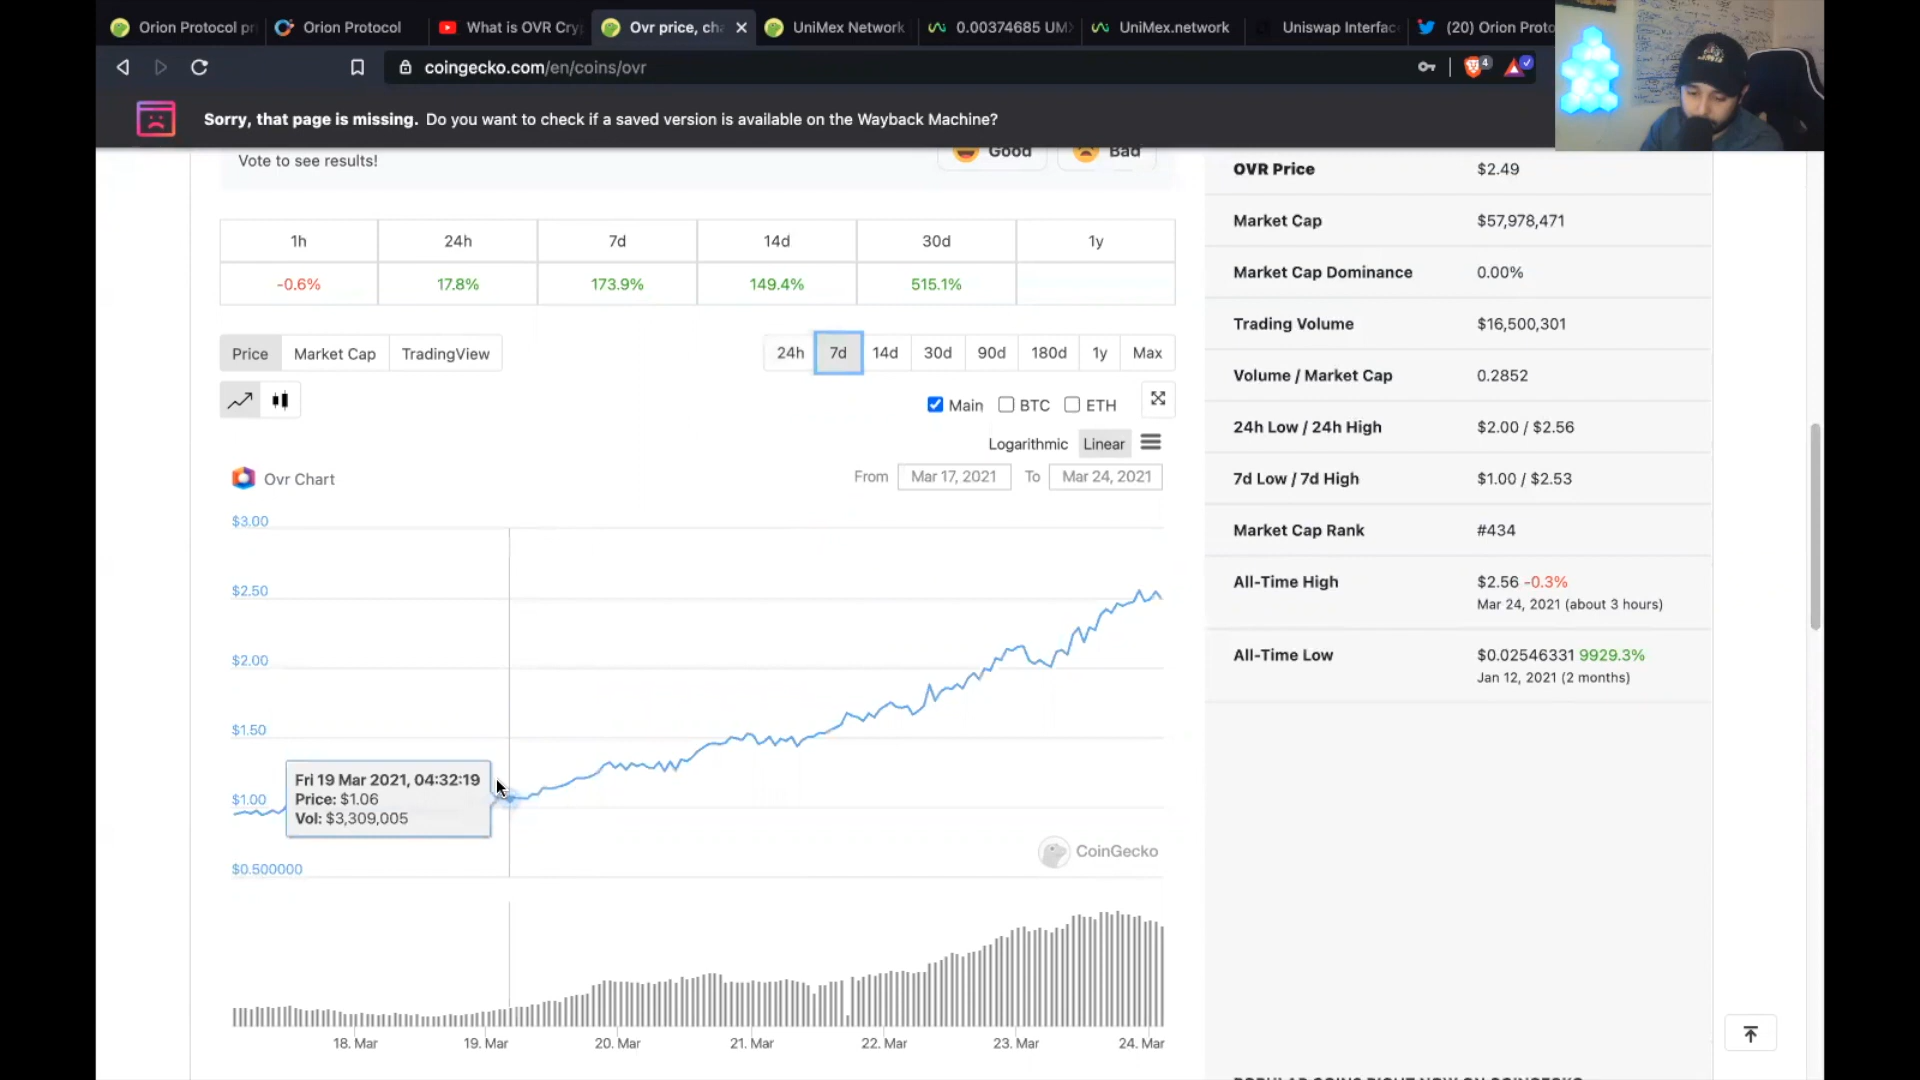 Orion Protocol pr
Orion Protocol
What is OVR Cry
Ovr price, cha
UniMex Network
0.00374685 UM
UniMex.network
Uniswap Interfac
(20) Orion Proto
coingecko.com/en/coins/ovr
4
Sorry, that page is missing. Do you want to check if a saved version is available on the Wayback Machine?
Vote to see results!
Good
Bad
1h 24h 7d 14d 30d 1y
-0.6% 17.8% 173.9% 149.4% 515.1%
Price Market Cap TradingView
24h 7d 14d 30d 90d 180d 1y Max
Main BTC ETH
Logarithmic Linear
Ovr Chart
From Mar 17, 2021 To Mar 24, 2021
$3.00
$2.50
$2.00
$1.50
$1.00
$0.500000
Fri 19 Mar 2021, 04:32:19
Price: $1.06
Vol: $3,309,005
CoinGecko
18. Mar 19. Mar 20. Mar 21. Mar 22. Mar 23. Mar 24. Mar
OVR Price $2.49
Market Cap $57,978,471
Market Cap Dominance 0.00%
Trading Volume $16,500,301
Volume / Market Cap 0.2852
24h Low / 24h High $2.00 / $2.56
7d Low / 7d High $1.00 / $2.53
Market Cap Rank #434
All-Time High $2.56 -0.3%
Mar 24, 2021 (about 3 hours)
All-Time Low $0.02546331 9929.3%
Jan 12, 2021 (2 months)